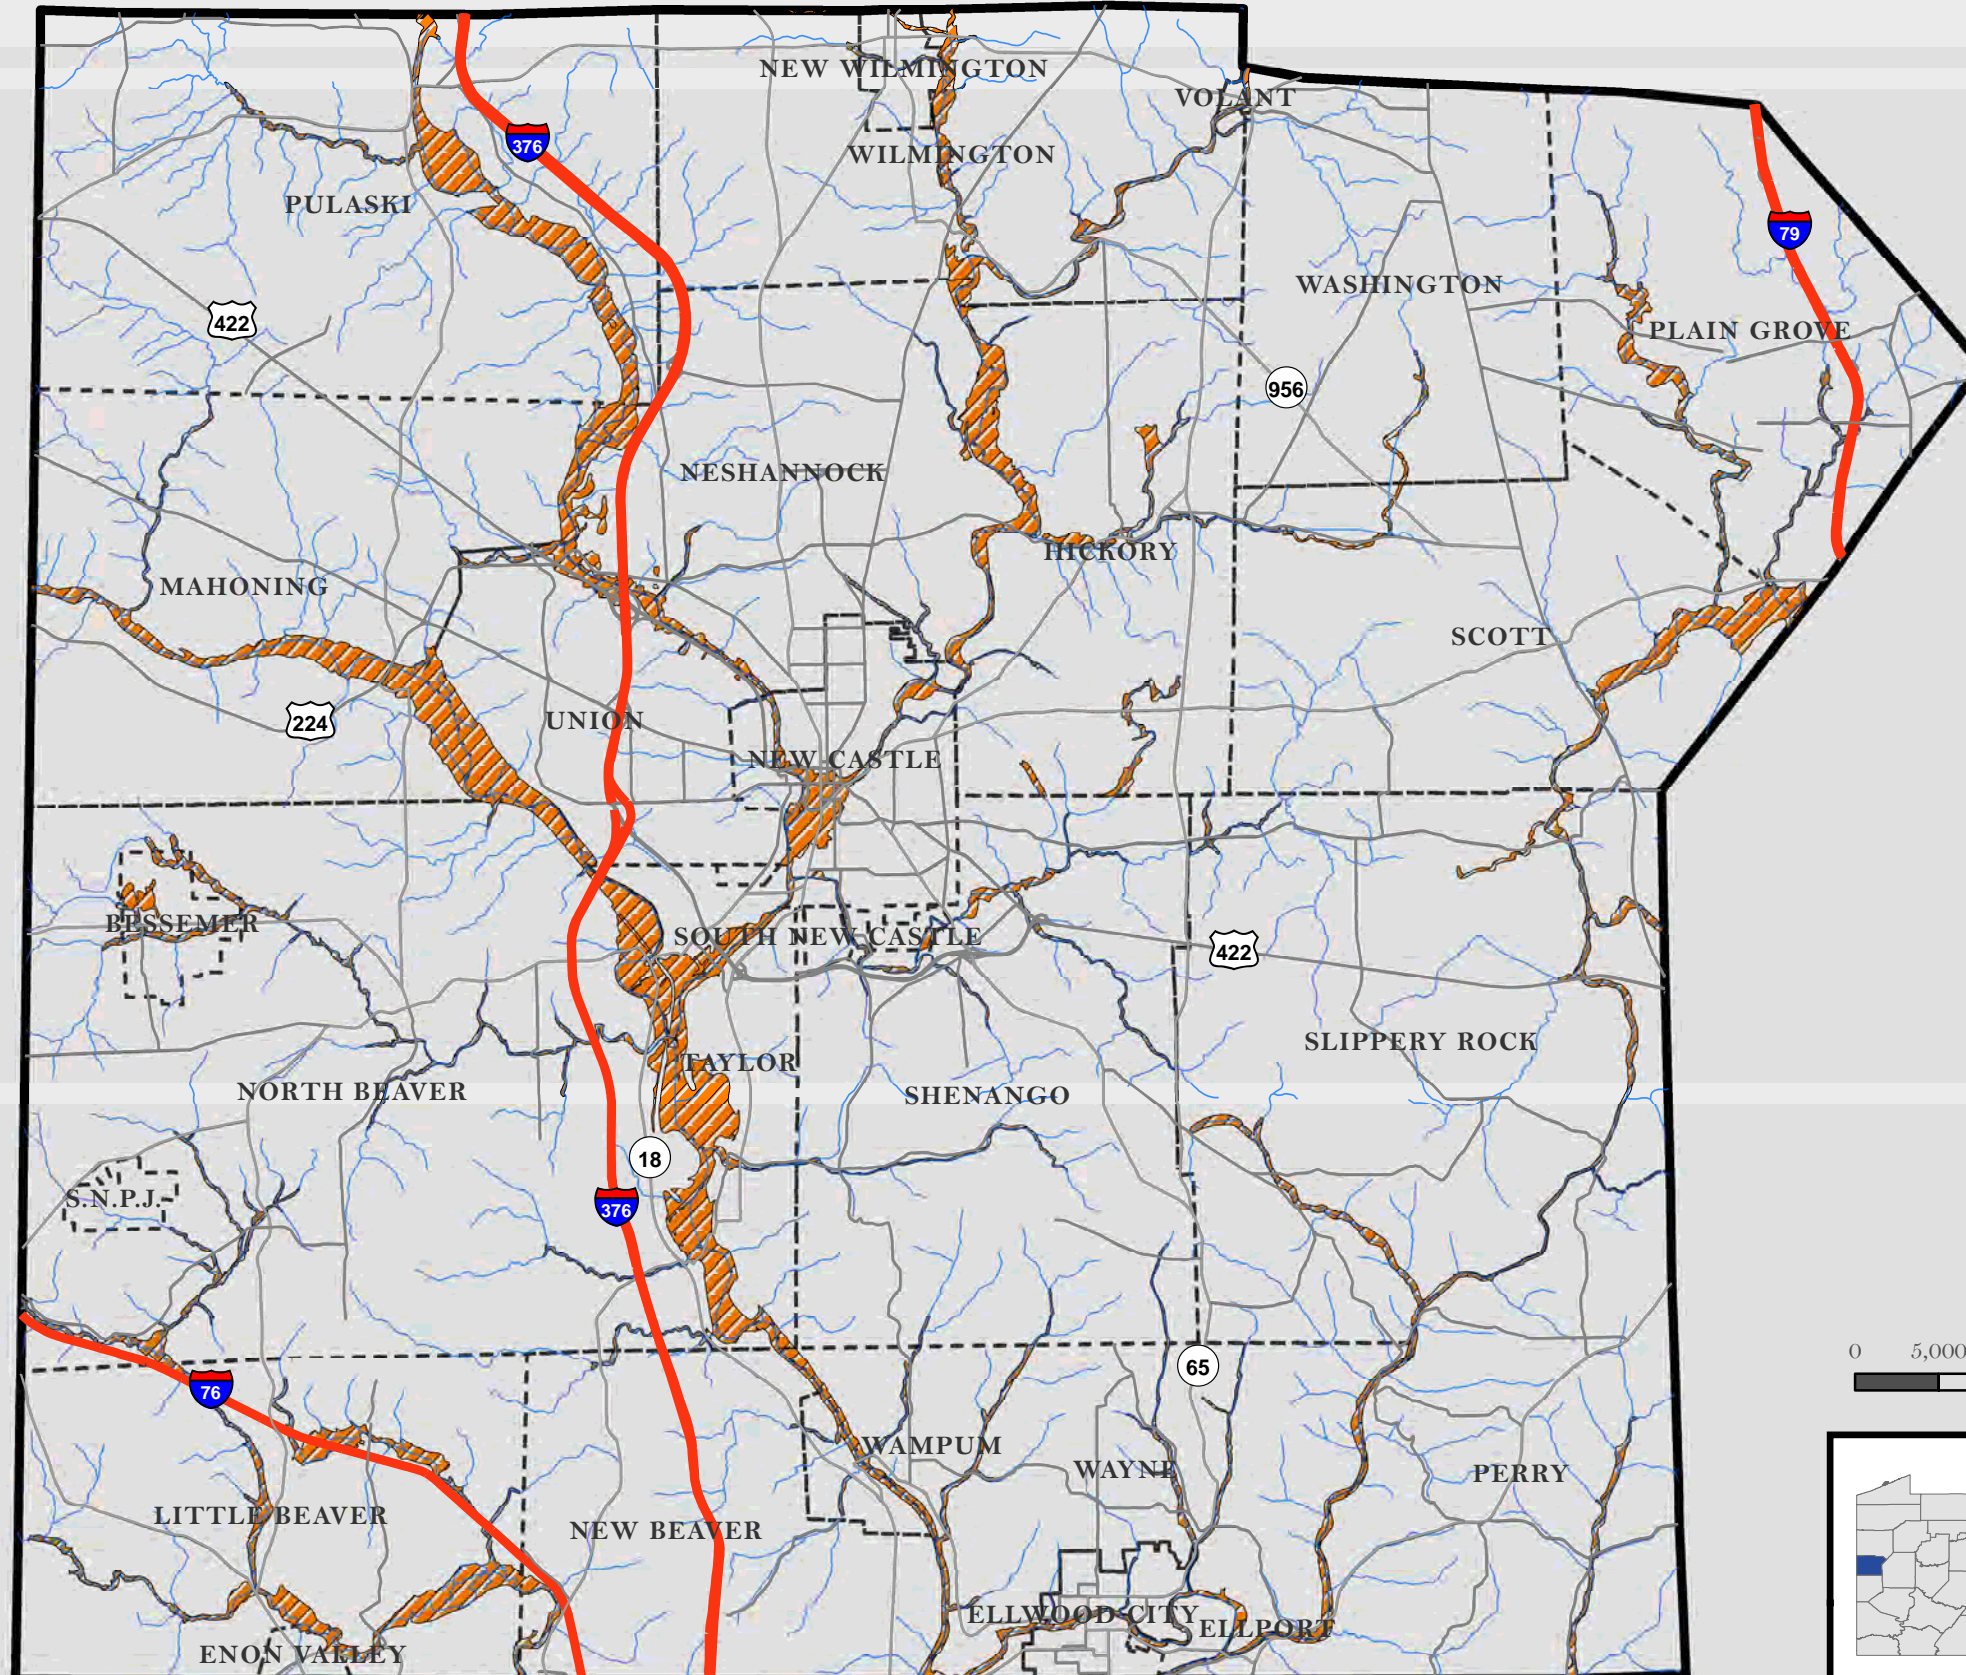 NEW WILMINGTON
VOLANT
376
WILMINGTON
PULASKI
79
WASHINGTON
422
PLAIN GROVE
956
NESHANNOCK
HICKORY
MAHONING
SCOTT
224
UNION
NEW CASTLE
BESSEMER
SOUTH NEW CASTLE
422
SLIPPERY ROCK
TAYLOR
NORTH BEAVER
SHENANGO
18
S.N.P.J.
376
0 5,000
65
76
WAMPUM
WAYNE
PERRY
LITTLE BEAVER
NEW BEAVER
ELLWOOD CITY
ELLPORT
ENON VALLEY